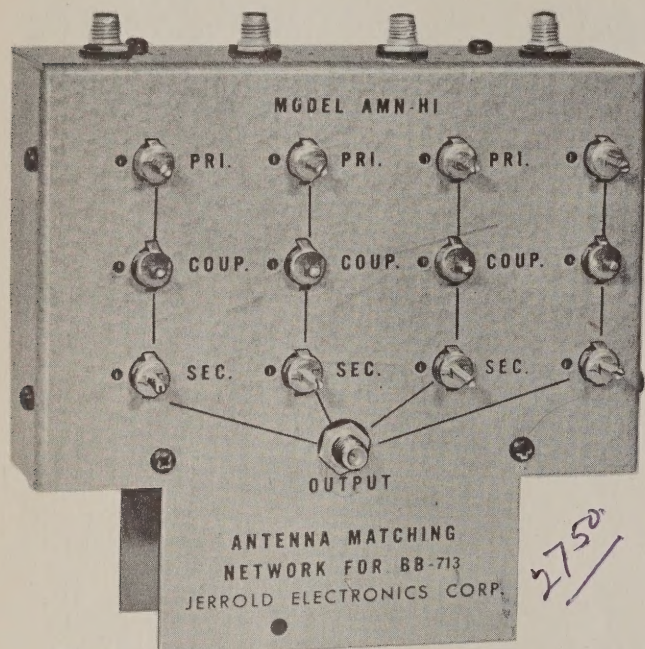 MODEL AMN-HI
PRI. PRI. PRI.
COUP. COUP. COUP.
SEC. SEC. SEC.
OUTPUT
ANTENNA MATCHING
NETWORK FOR BB-713
JERROLD ELECTRONICS CORP.
2750